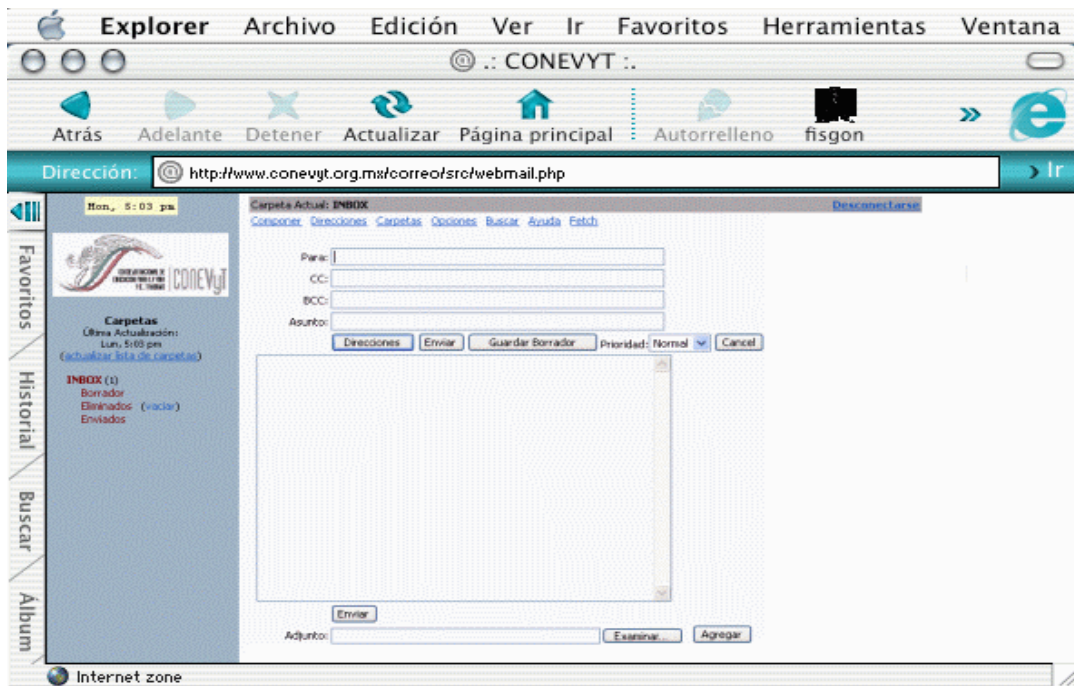 Explorer Archivo Edición Ver Ir Favoritos Herramientas Ventana
@ .: CONEVYT :.
Atrás Adelante Detener Actualizar Página principal Autorrelleno fisgon
Dirección: @ http://www.conevyt.org.mx/correo/src/webmail.php Ir
Favoritos
Historial
Buscar
Álbum
Mon, 5:03 pm
CONEVyT
Carpetas
Última Actualización:
Lun, 5:03 pm
(actualizar lista de carpetas)
INBOX (1)
Borrador
Eliminados (vaciar)
Enviados
Carpeta Actual: INBOX Desconectarse
Componer Direcciones Carpetas Opciones Buscar Ayuda Fetch
Para:
CC:
BCC:
Asunto:
Direcciones Enviar Guardar Borrador Prioridad: Normal Cancel
Enviar
Adjunto: Examinar... Agregar
Internet zone